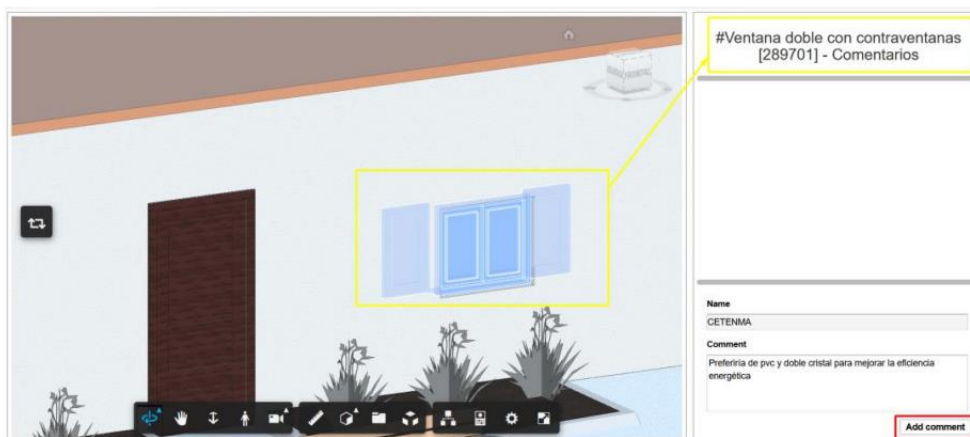 #Ventana doble con contraventanas
[289701] - Comentarios
FRONTAL
Name
CETENMA
Comment
Preferiría de pvc y doble cristal para mejorar la eficiencia
energética
Add comment